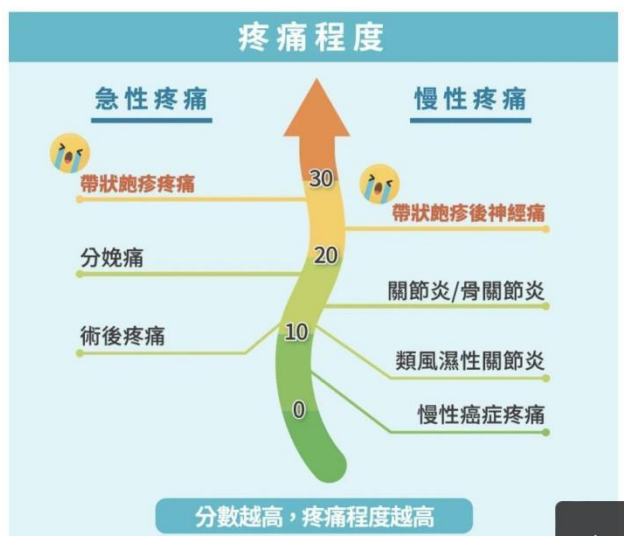 疼痛程度
急性疼痛
慢性疼痛
30
帶狀皰疹疼痛
帶狀皰疹後神經痛
20
分娩痛
關節炎/骨關節炎
10
術後疼痛
類風濕性關節炎
0
慢性癌症疼痛
分數越高，疼痛程度越高